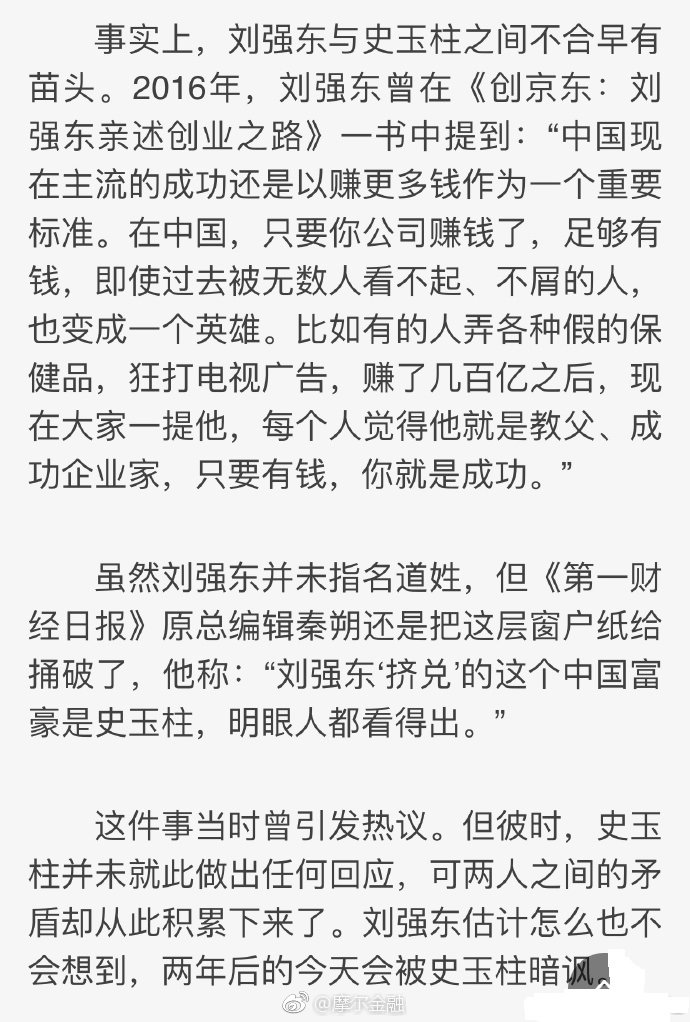 事实上，刘强东与史玉柱之间不合早有
苗头。2016年，刘强东曾在《创京东：刘
强东亲述创业之路》一书中提到：“中国现
在主流的成功还是以赚更多钱作为一个重要
标准。在中国，只要你公司赚钱了，足够有
钱，即使过去被无数人看不起、不屑的人，
也变成一个英雄。比如有的人弄各种假的保
健品，狂打电视广告，赚了几百亿之后，现
在大家一提他，每个人觉得他就是教父、成
功企业家，只要有钱，你就是成功。”
虽然刘强东并未指名道姓，但《第一财
经日报》原总编辑秦朔还是把这层窗户纸给
捅破了，他称：“刘强东‘挤兑’的这个中国富
豪是史玉柱，明眼人都看得出。”
这件事当时曾引发热议。但彼时，史玉
柱并未就此做出任何回应，可两人之间的矛
盾却从此积累下来了。刘强东估计怎么也不
会想到，两年后的今天会被史玉柱暗讽。
@摩尔金融